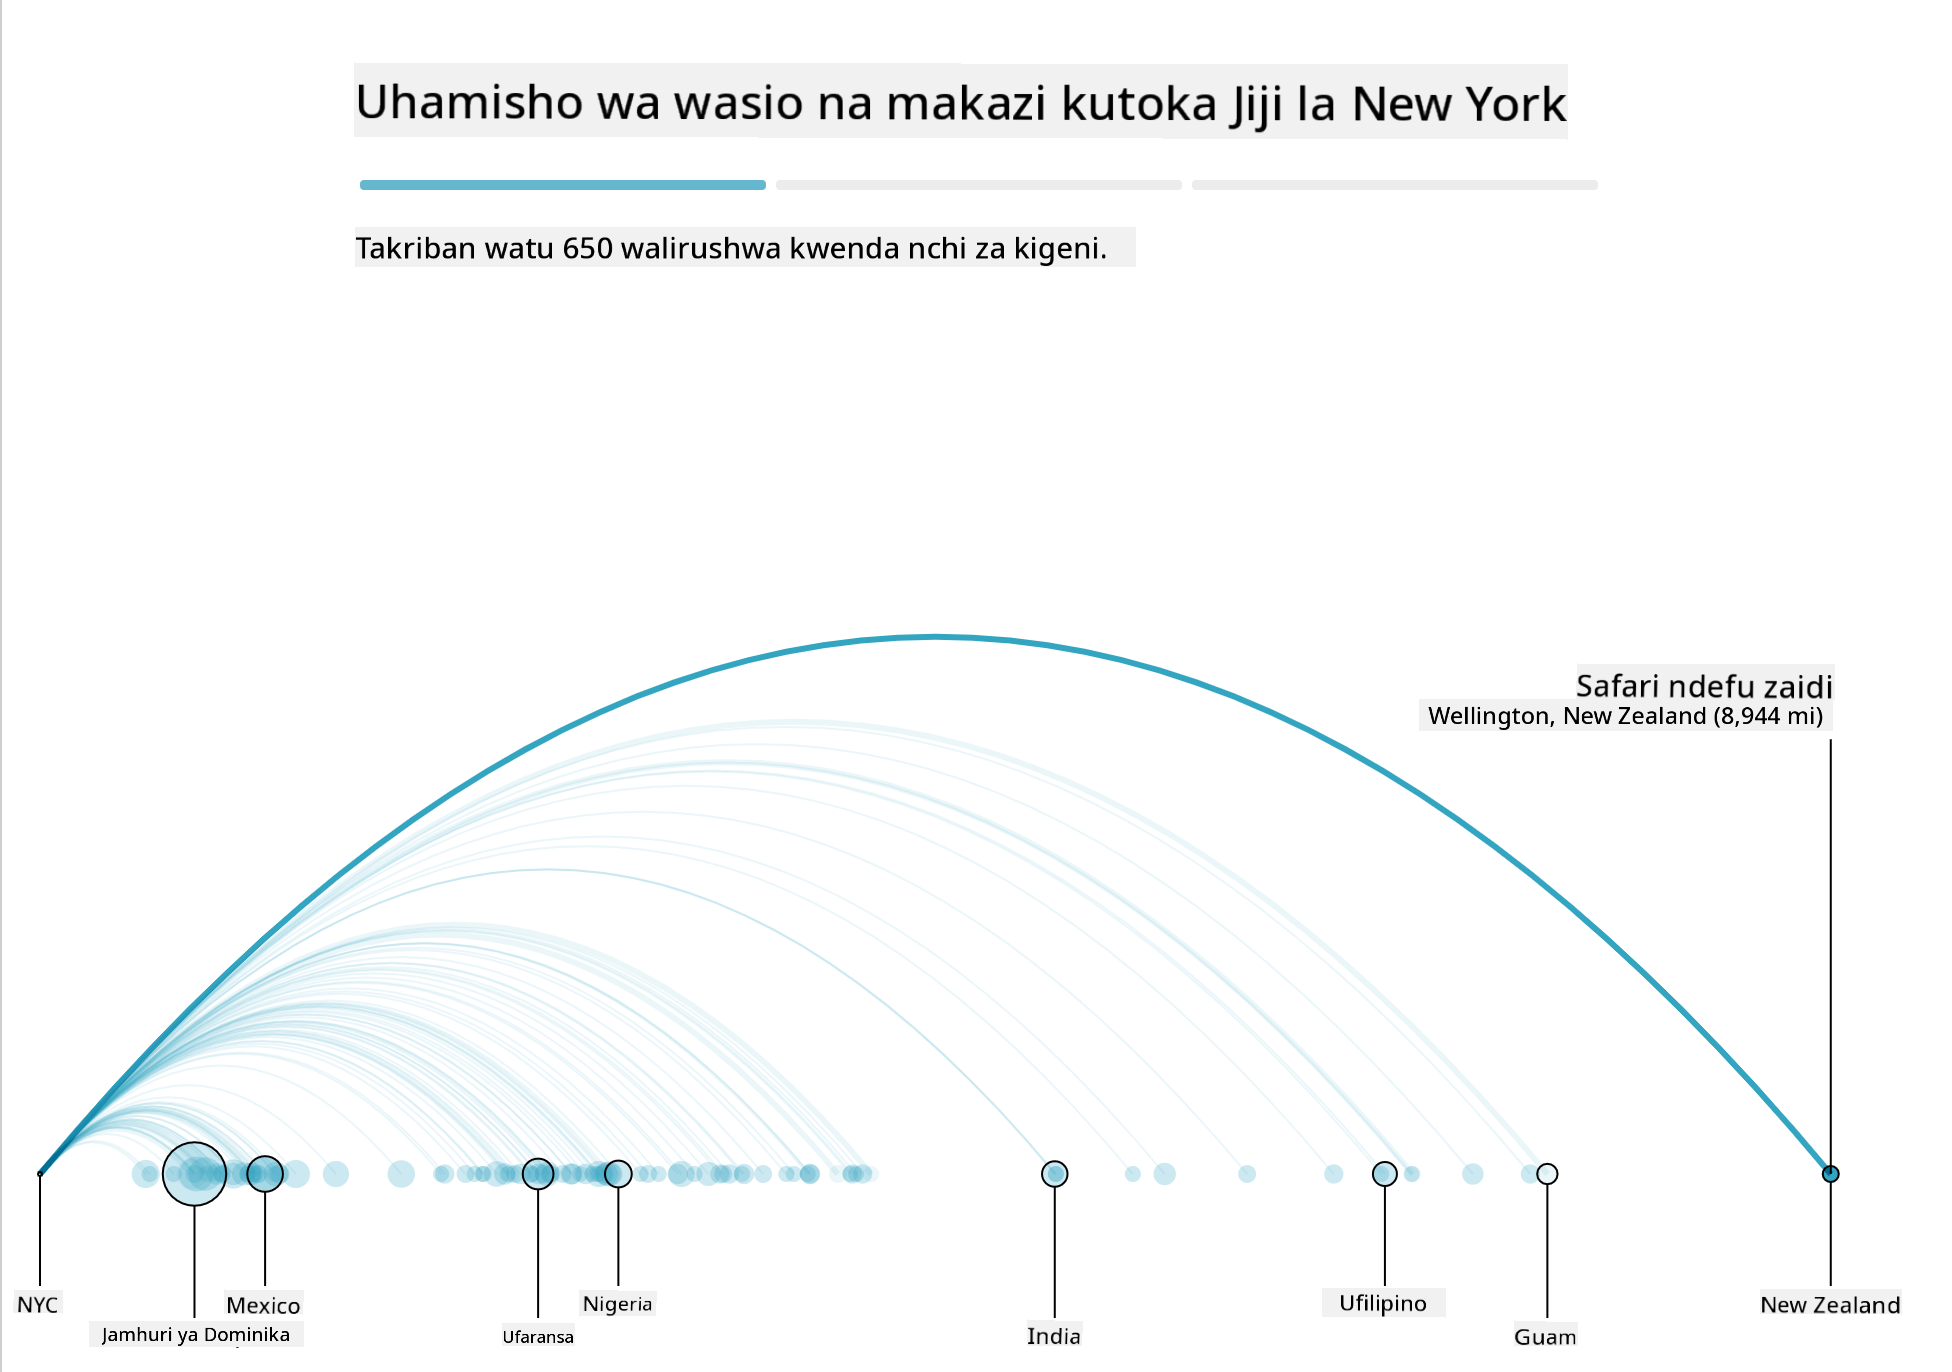 Uhamisho wa wasio na makazi kutoka Jiji la New York
Takriban watu 650 walirushwa kwenda nchi za kigeni.
Safari ndefu zaidi
Wellington, New Zealand (8,944 mi)
NYC
Jamhuri ya Dominika
Mexico
Ufaransa
Nigeria
India
Ufilipino
Guam
New Zealand